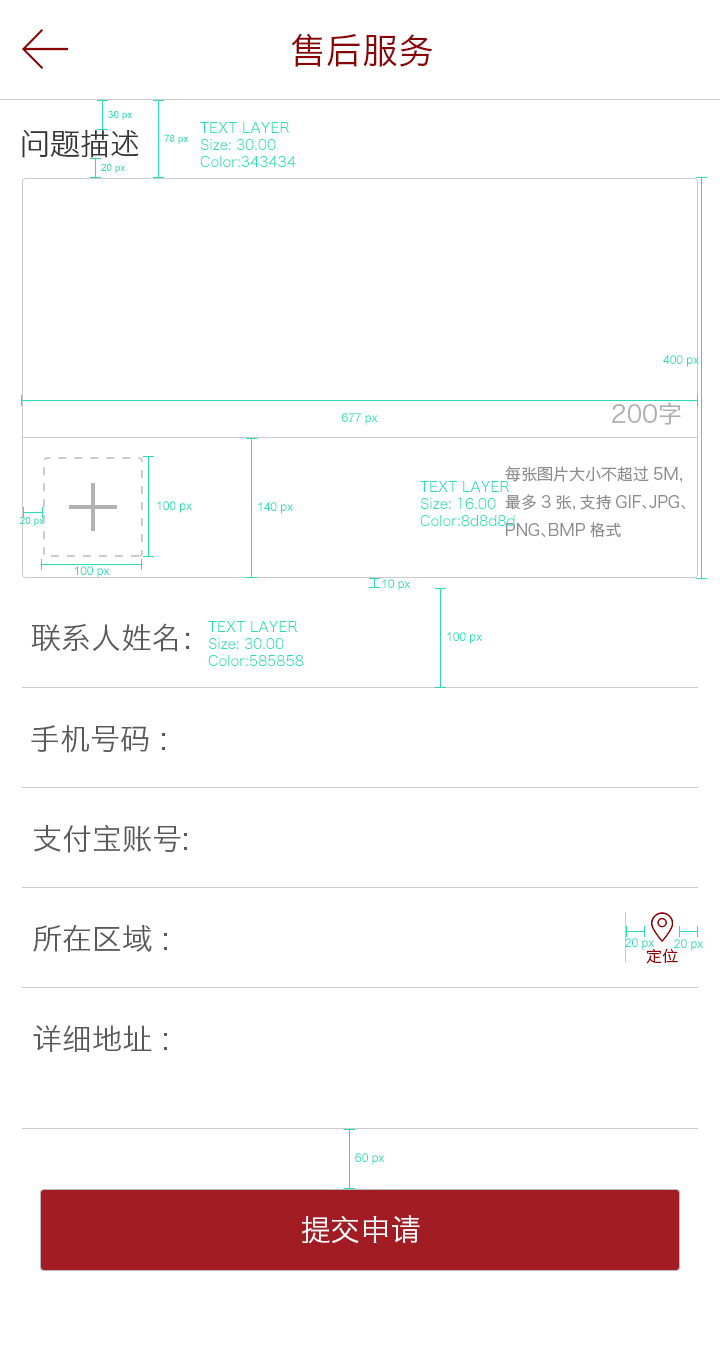 售后服务
30 px
78 px
TEXT LAYER
Size: 30.00
Color:343434
问题描述
20 px
400 px
677 px
200字
每张图片大小不超过 5M,
最多 3 张, 支持 GIF、JPG、
PNG、BMP 格式
TEXT LAYER
Size: 16.00
Color:8d8d8d
100 px
140 px
20 px
100 px
10 px
联系人姓名:
TEXT LAYER
Size: 30.00
Color:585858
100 px
手机号码 :
支付宝账号:
所在区域 :
20 px
20 px
定位
详细地址 :
60 px
提交申请